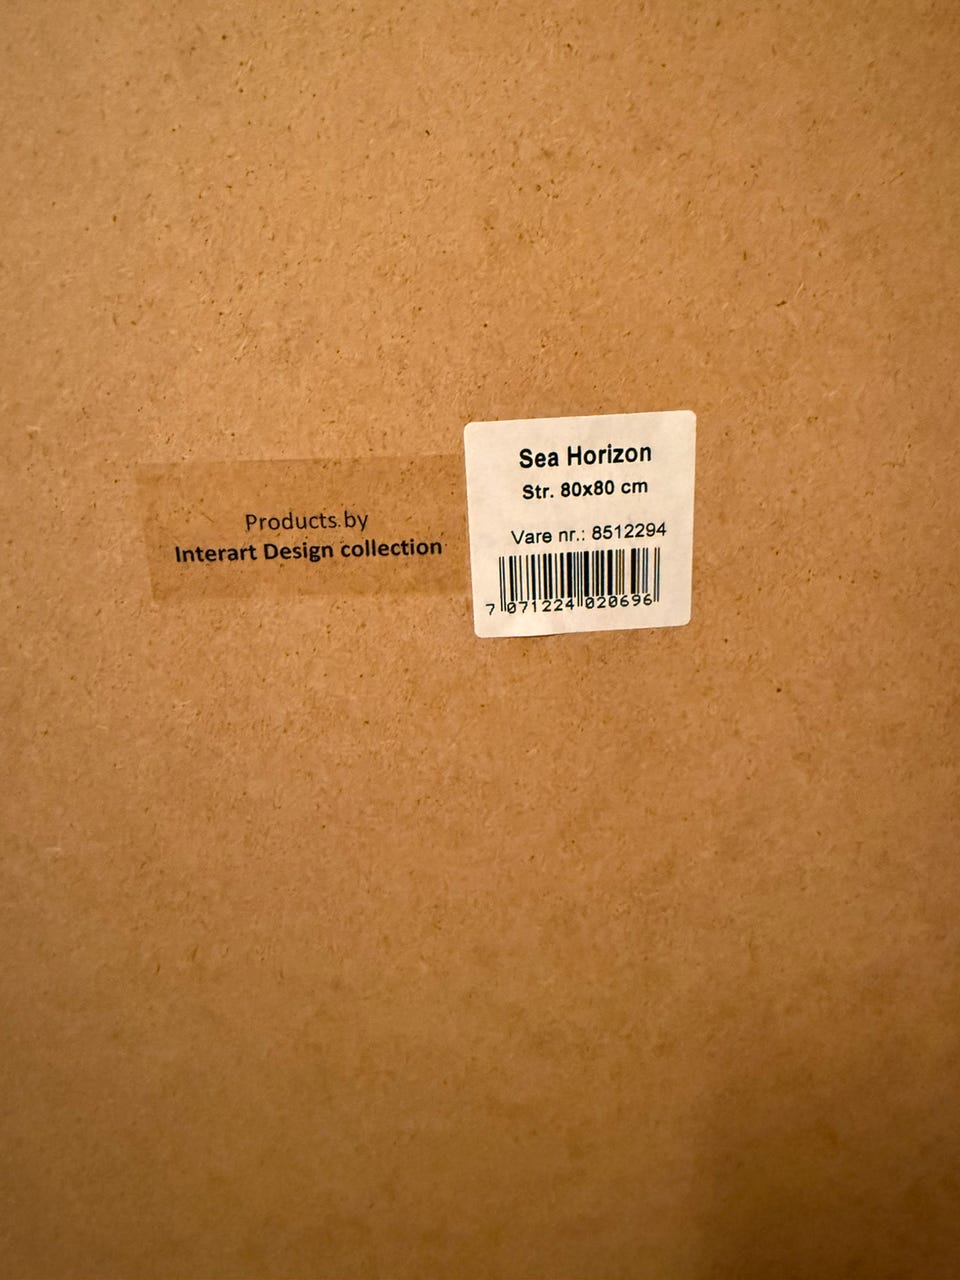 Products by
Interart Design collection
Sea Horizon
Str. 80x80 cm
Vare nr.: 8512294
7 071224 020696